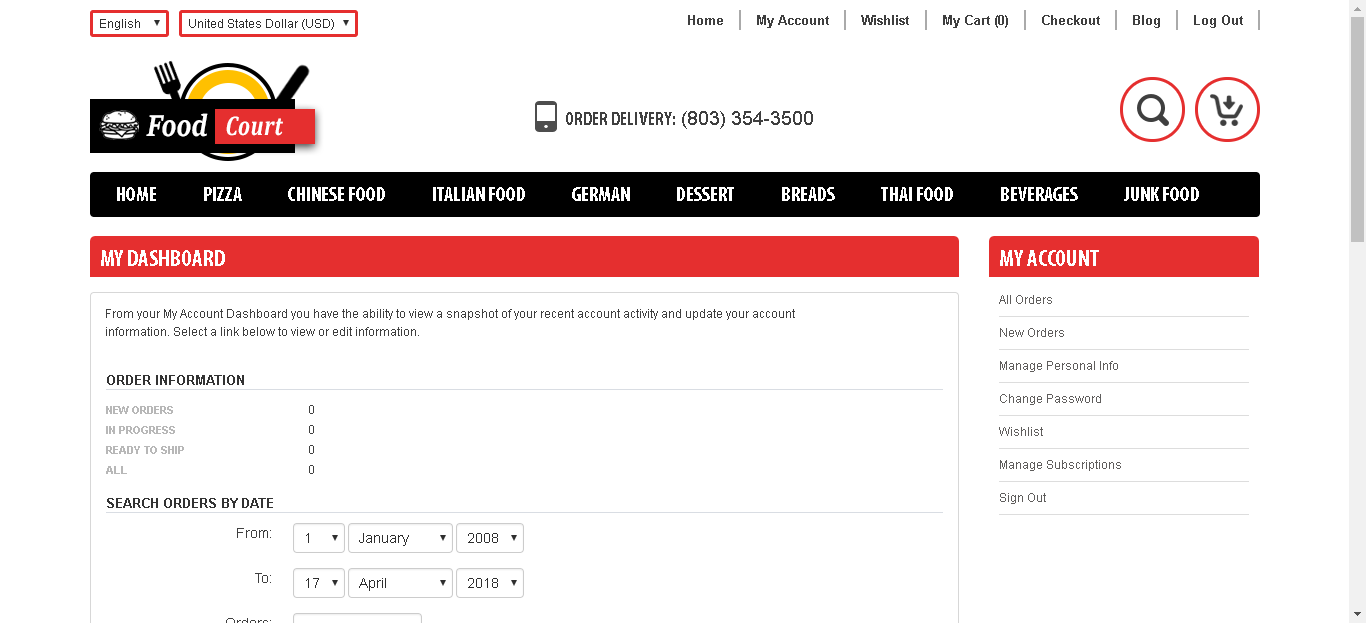 English
United States Dollar (USD)
Home My Account Wishlist My Cart (0) Checkout Blog Log Out
Food Court
ORDER DELIVERY: (803) 354-3500
HOME PIZZA CHINESE FOOD ITALIAN FOOD GERMAN DESSERT BREADS THAI FOOD BEVERAGES JUNK FOOD
MY DASHBOARD
From your My Account Dashboard you have the ability to view a snapshot of your recent account activity and update your account
information. Select a link below to view or edit information.
ORDER INFORMATION
NEW ORDERS 0
IN PROGRESS 0
READY TO SHIP 0
ALL 0
SEARCH ORDERS BY DATE
From: 1 January 2008
To: 17 April 2018
Orders:
MY ACCOUNT
All Orders
New Orders
Manage Personal Info
Change Password
Wishlist
Manage Subscriptions
Sign Out